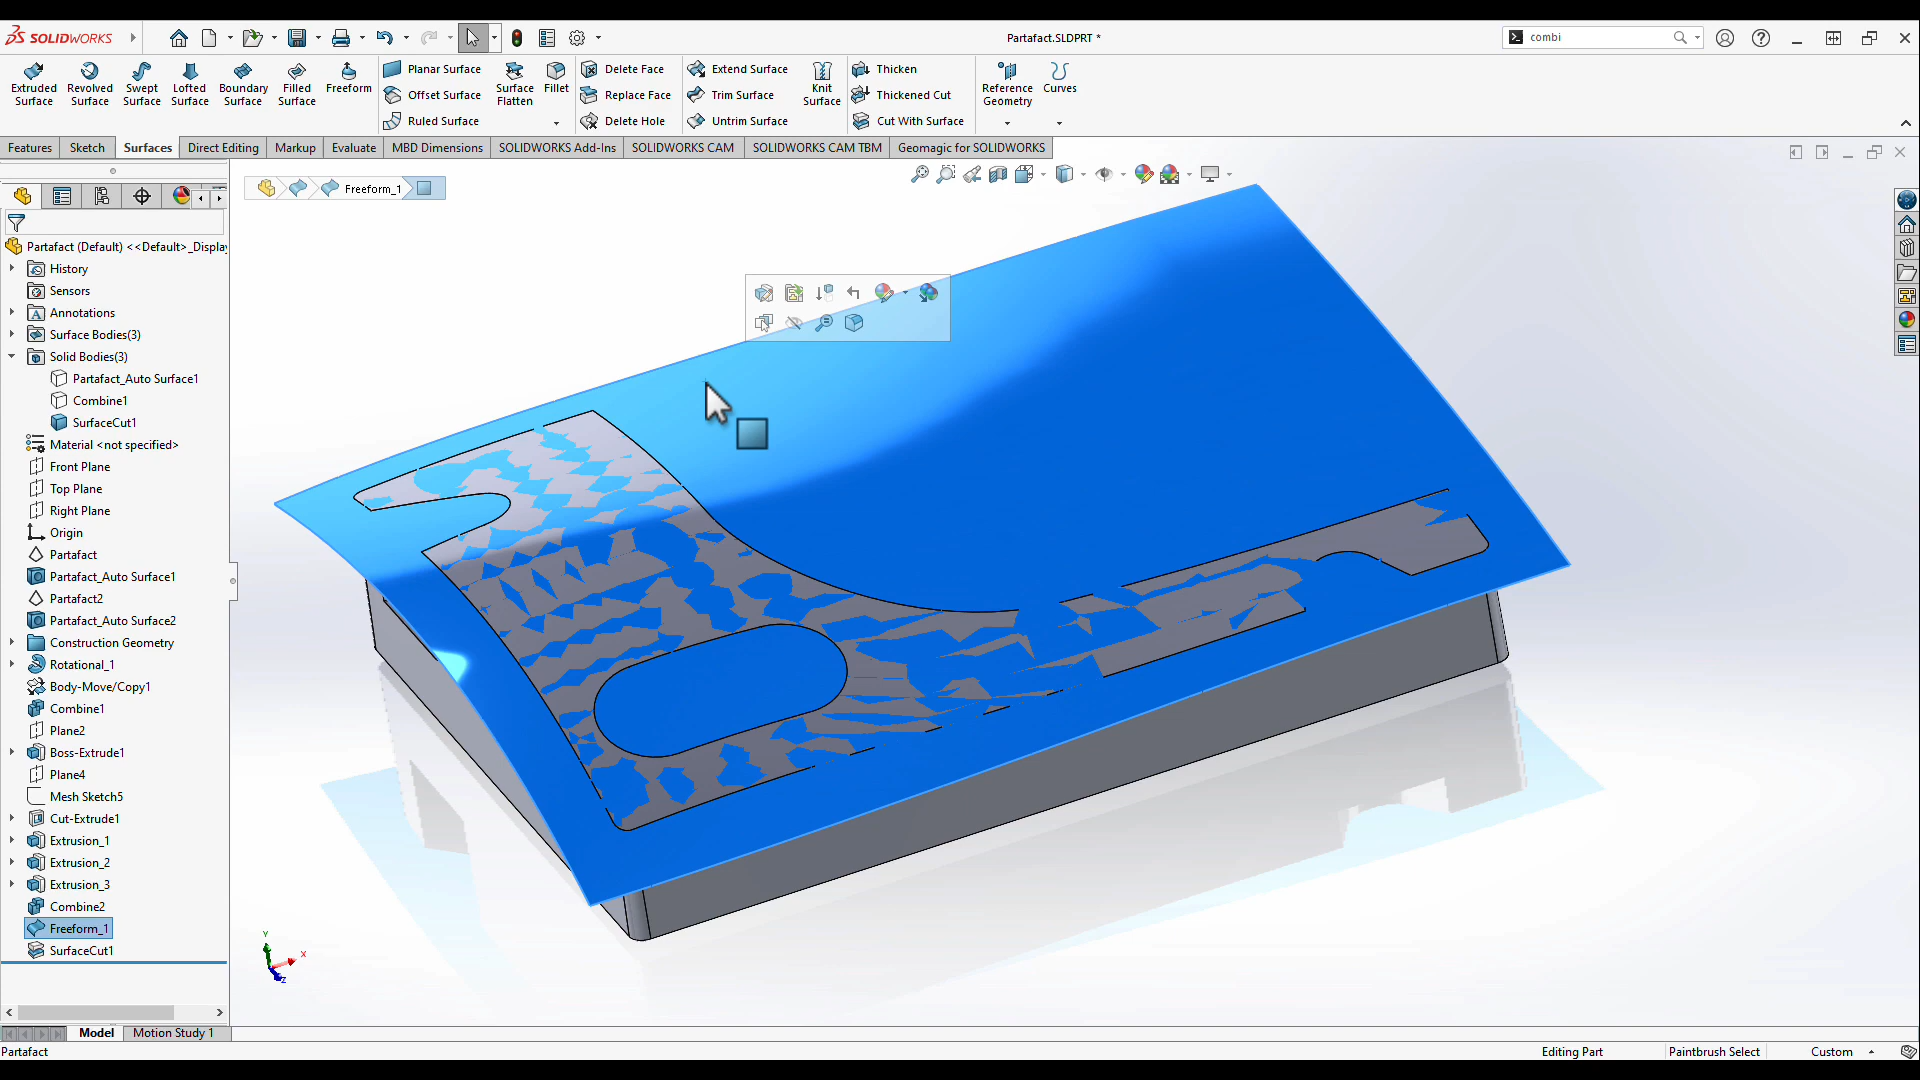 SOLIDWORKS
Partafact.SLDPRT *
combi
Extruded Surface
Revolved Surface
Swept Surface
Lofted Surface
Boundary Surface
Filled Surface
Freeform
Planar Surface
Offset Surface
Ruled Surface
Surface Flatten
Fillet
Delete Face
Replace Face
Delete Hole
Extend Surface
Trim Surface
Untrim Surface
Knit Surface
Thicken
Thickened Cut
Cut With Surface
Reference Geometry
Curves
Features
Sketch
Surfaces
Direct Editing
Markup
Evaluate
MBD Dimensions
SOLIDWORKS Add-Ins
SOLIDWORKS CAM
SOLIDWORKS CAM TBM
Geomagic for SOLIDWORKS
Freeform_1
Partafact (Default) <<Default>_Displa
History
Sensors
Annotations
Surface Bodies(3)
Solid Bodies(3)
Partafact_Auto Surface1
Combine1
SurfaceCut1
Material <not specified>
Front Plane
Top Plane
Right Plane
Origin
Partafact
Partafact_Auto Surface1
Partafact2
Partafact_Auto Surface2
Construction Geometry
Rotational_1
Body-Move/Copy1
Combine1
Plane2
Boss-Extrude1
Plane4
Mesh Sketch5
Cut-Extrude1
Extrusion_1
Extrusion_2
Extrusion_3
Combine2
Freeform_1
SurfaceCut1
Y
X
Z
Model
Motion Study 1
Partafact
Editing Part
Paintbrush Select
Custom